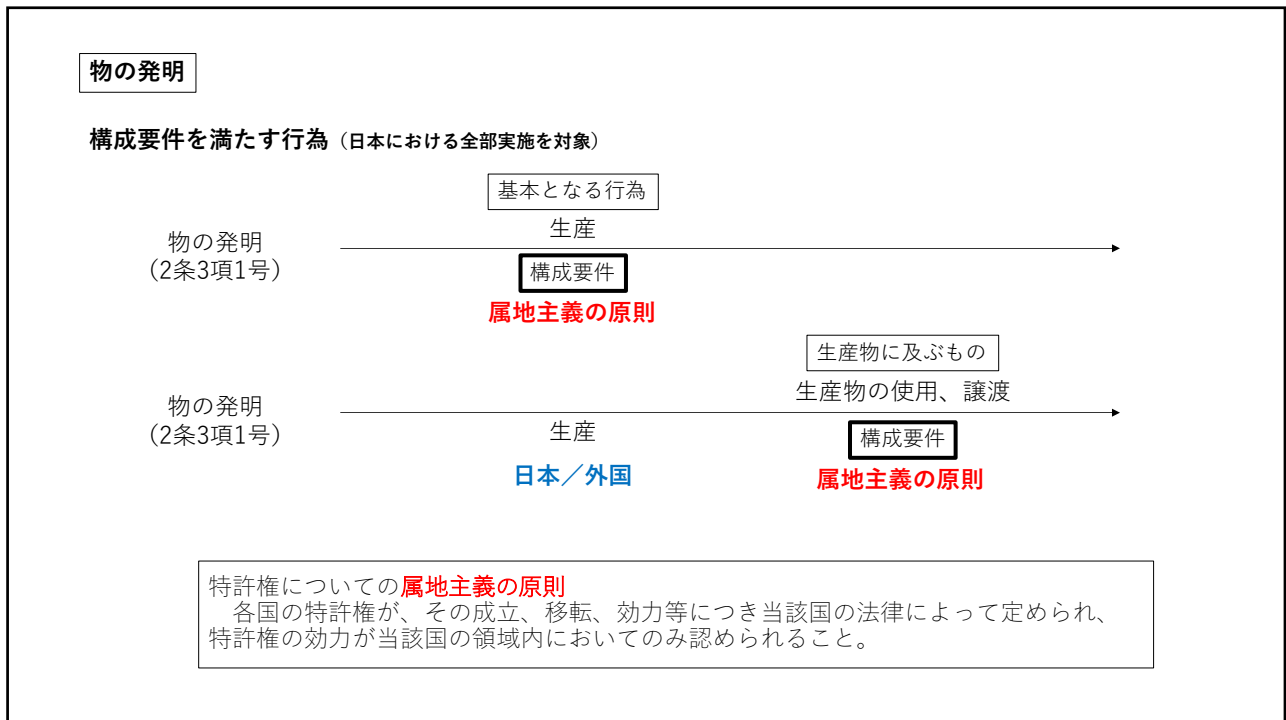 物の発明
構成要件を満たす行為（日本における全部実施を対象）
基本となる行為
生産
物の発明
（2条3項1号）
構成要件
属地主義の原則
生産物に及ぶもの
生産物の使用、譲渡
物の発明
（2条3項1号）
生産
構成要件
日本／外国
属地主義の原則
特許権についての属地主義の原則
各国の特許権が、その成立、移転、効力等につき当該国の法律によって定められ、
特許権の効力が当該国の領域内においてのみ認められること。